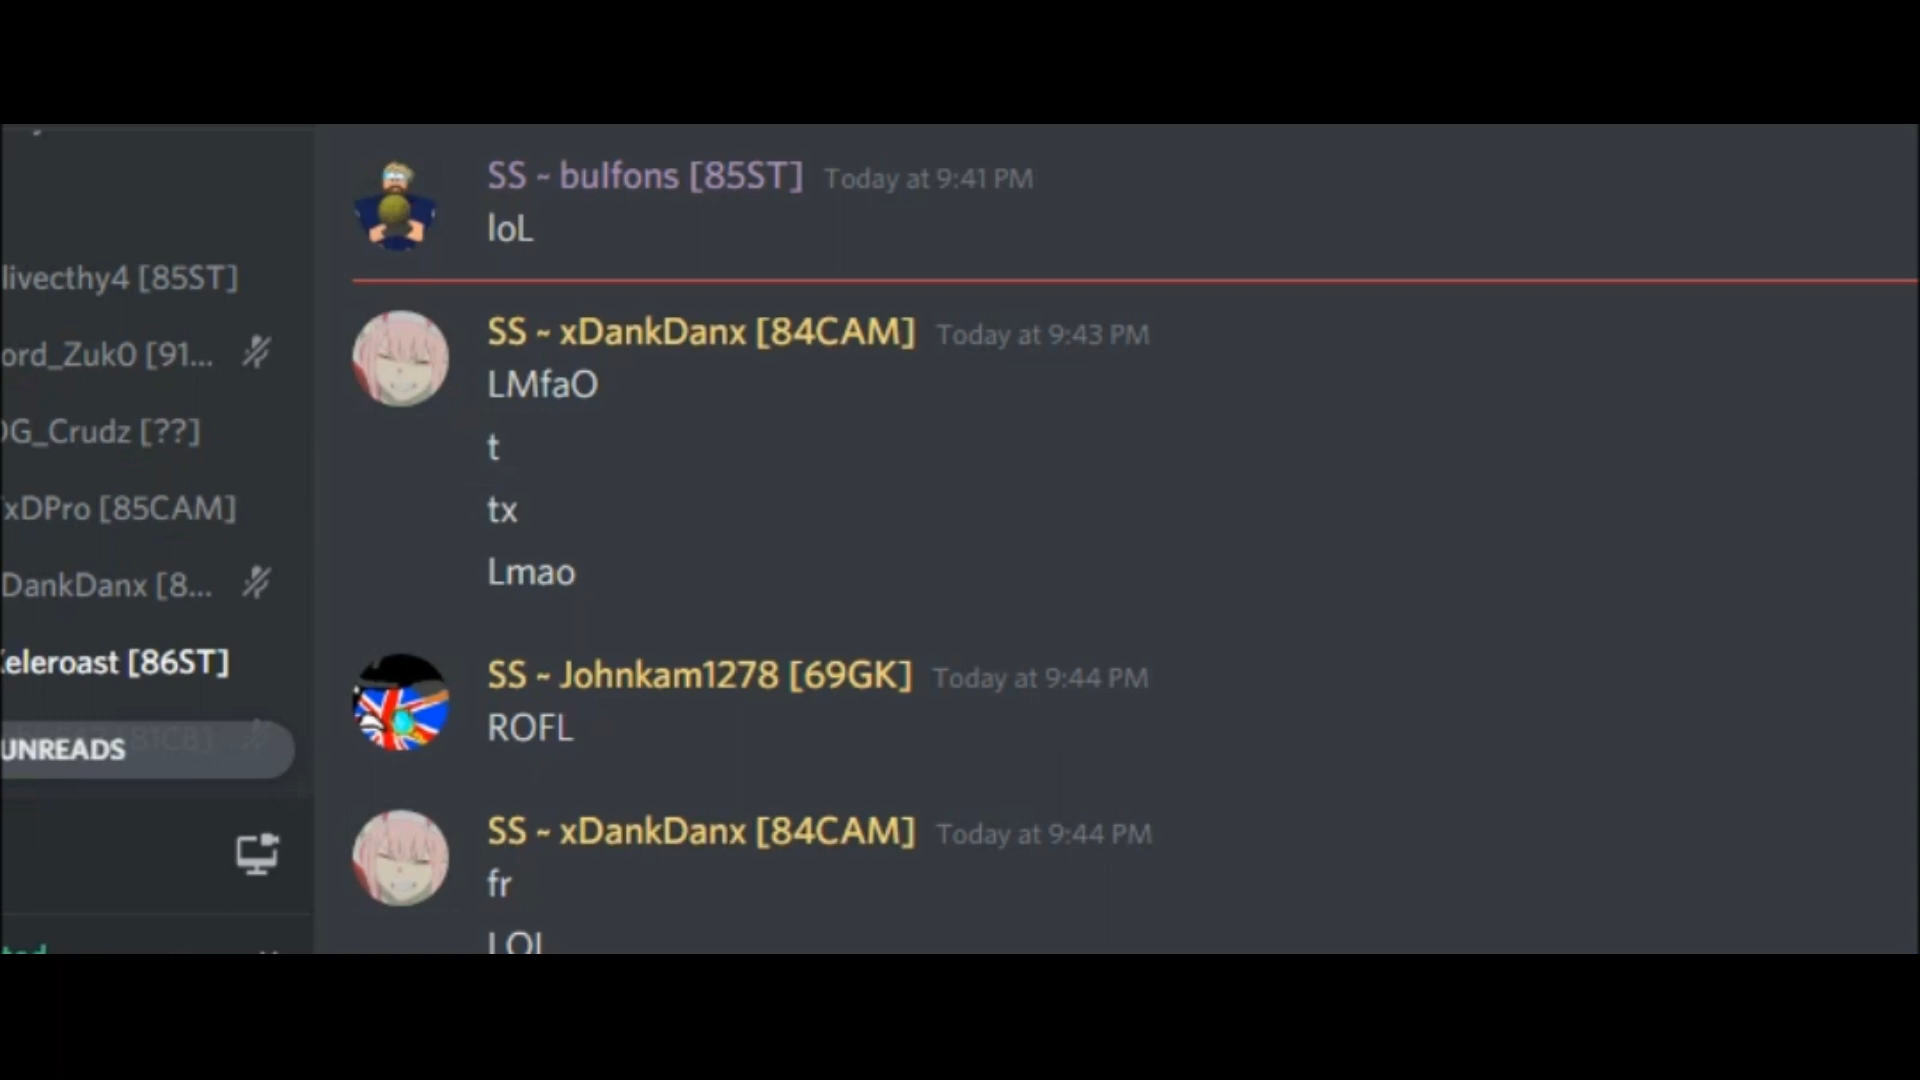 livecthy4 [85ST]
ord_Zuk0 [91...
OG_Crudz [??]
xDPro [85CAM]
DankDanx [8...
eleroast [86ST]
UNREADS
SS ~ bulfons [85ST] Today at 9:41 PM
loL
SS ~ xDankDanx [84CAM] Today at 9:43 PM
LMfaO
t
tx
Lmao
SS ~ Johnkam1278 [69GK] Today at 9:44 PM
ROFL
SS ~ xDankDanx [84CAM] Today at 9:44 PM
fr
LOL